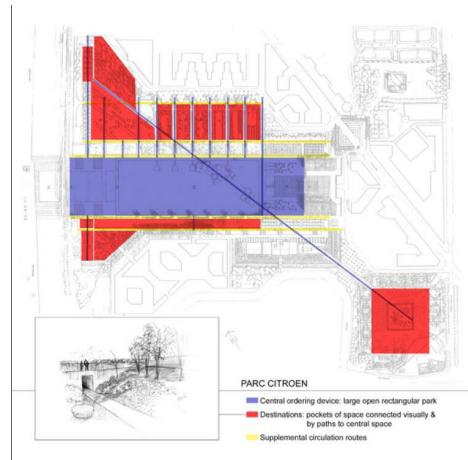 PARC CITROEN
Central ordering device: large open rectangular park
Destinations: pockets of space connected visually &
by paths to central space
Supplemental circulation routes